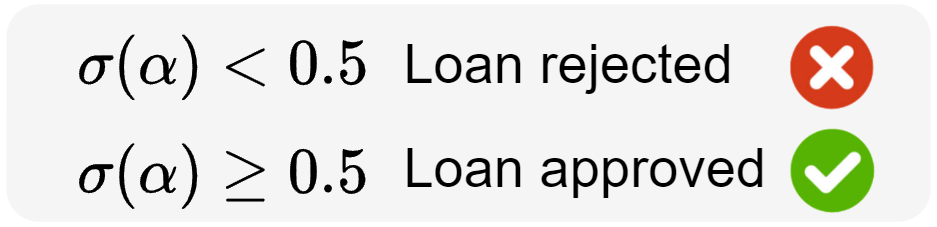 σ(α) < 0.5 Loan rejected
σ(α) ≥ 0.5 Loan approved